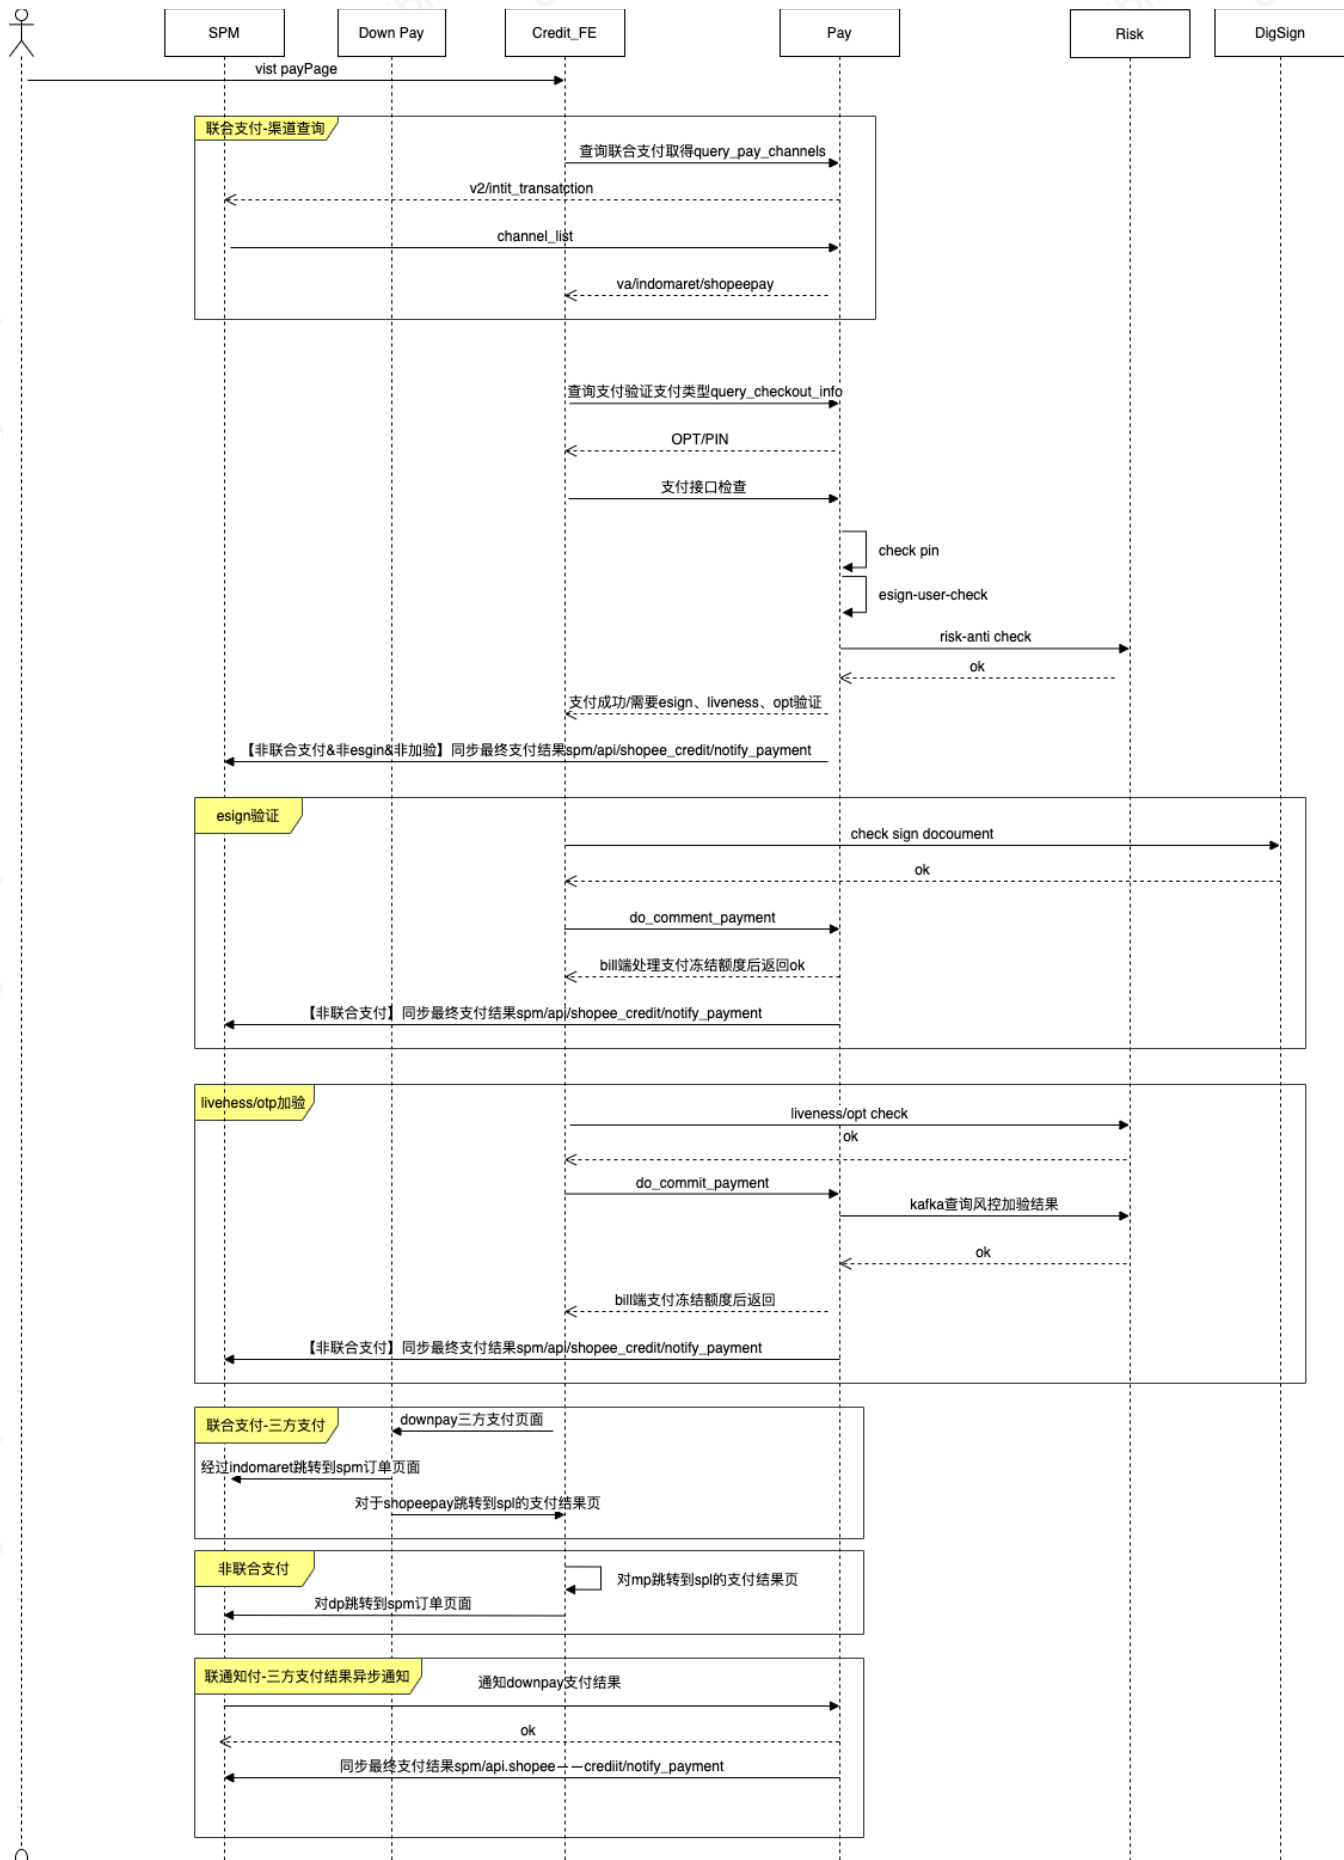 SPM
Down Pay
Credit_FE
Pay
Risk
DigSign
vist payPage
联合支付-渠道查询
查询联合支付取得query_pay_channels
v2/intit_transatction
channel_list
va/indomaret/shopeepay
查询支付验证支付类型query_checkout_info
OPT/PIN
支付接口检查
check pin
esign-user-check
risk-anti check
ok
支付成功/需要esign、liveness、opt验证
【非联合支付&非esgin&非加验】同步最终支付结果spm/api/shopee_credit/notify_payment
esign验证
check sign docoument
ok
do_comment_payment
bill端处理支付冻结额度后返回ok
【非联合支付】同步最终支付结果spm/api/shopee_credit/notify_payment
liveness/otp加验
liveness/opt check
ok
do_commit_payment
kafka查询风控加验结果
ok
bill端支付冻结额度后返回
【非联合支付】同步最终支付结果spm/api/shopee_credit/notify_payment
联合支付-三方支付
downpay三方支付页面
经过indomaret跳转到spm订单页面
对于shopeepay跳转到spl的支付结果页
非联合支付
对mp跳转到spl的支付结果页
对dp跳转到spm订单页面
联通知付-三方支付结果异步通知
通知downpay支付结果
ok
同步最终支付结果spm/api.shopee——crediit/notify_payment